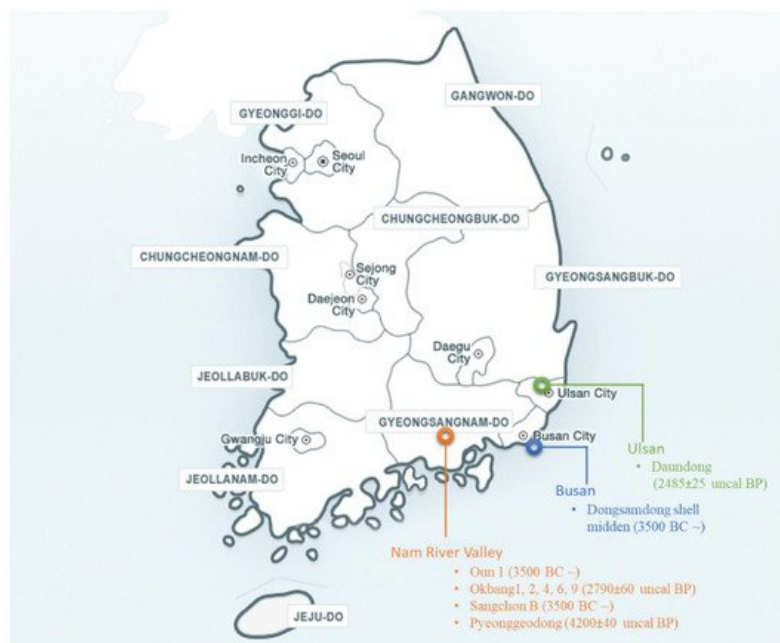 GANGWON-DO
GYEONGGI-DO
Incheon
City
Seoul
City
CHUNGCHEONGBUK-DO
CHUNGCHEONGNAM-DO
Sejong
City
GYEONGSANGBUK-DO
Daejeon
City
Daegu
City
JEOLLABUK-DO
Ulsan City
GYEONGSANGNAM-DO
Gwangju City
Busan City
Ulsan
• Daundong
(2485±25 uncal BP)
JEOLLANAM-DO
Busan
• Dongsamdong shell
midden (3500 BC ~)
Nam River Valley
• Oun 1 (3500 BC ~)
• Okbang1, 2, 4, 6, 9 (2790±60 uncal BP)
• Sangchon B (3500 BC ~)
• Pyeonggeodong (4200±40 uncal BP)
JEJU-DO